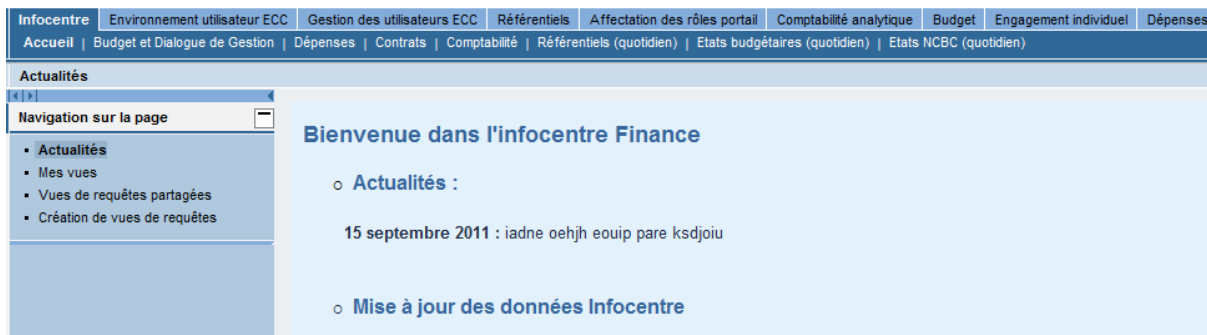 Infocentre Environnement utilisateur ECC Gestion des utilisateurs ECC Référentiels Affectation des rôles portail Comptabilité analytique Budget Engagement individuel Dépenses
Accueil | Budget et Dialogue de Gestion | Dépenses | Contrats | Comptabilité | Référentiels (quotidien) | Etats budgétaires (quotidien) | Etats NCBC (quotidien)
Actualités
Navigation sur la page
Actualités
Mes vues
Vues de requêtes partagées
Création de vues de requêtes
Bienvenue dans l'infocentre Finance
Actualités :
15 septembre 2011 : iadne oehjh eouip pare ksdjoiu
Mise à jour des données Infocentre